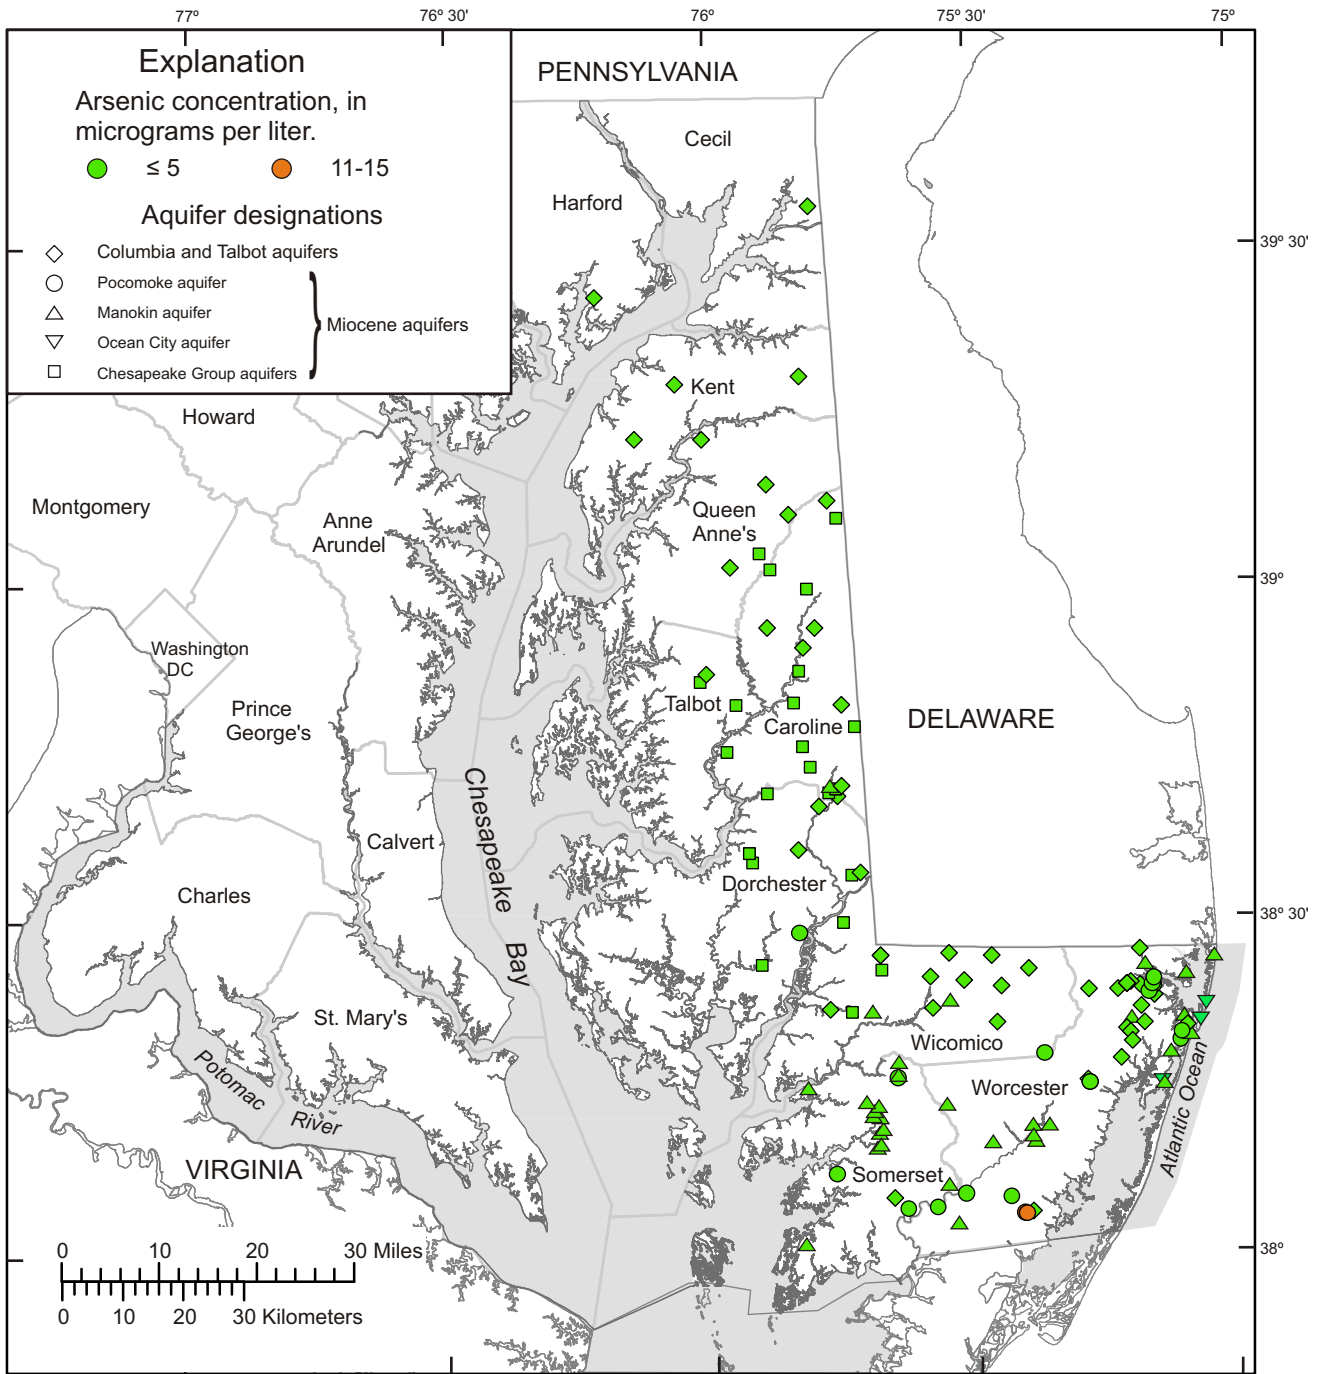 77º 76º 30' 76º 75º 30' 75º
Explanation
Arsenic concentration, in
micrograms per liter.
≤ 5 11-15
Aquifer designations
Columbia and Talbot aquifers
Pocomoke aquifer
Manokin aquifer
Ocean City aquifer
Chesapeake Group aquifers
Miocene aquifers
PENNSYLVANIA
Cecil
Harford
39º 30'
Kent
Howard
Montgomery
Anne
Arundel
Queen
Anne's
39º
Washington
DC
Prince
George's
Talbot
Caroline
DELAWARE
Chesapeake
Bay
Calvert
Charles
Dorchester
38º 30'
St. Mary's
Wicomico
Potomac
River
Worcester
Atlantic Ocean
VIRGINIA
Somerset
38º
0 10 20 30 Miles
0 10 20 30 Kilometers